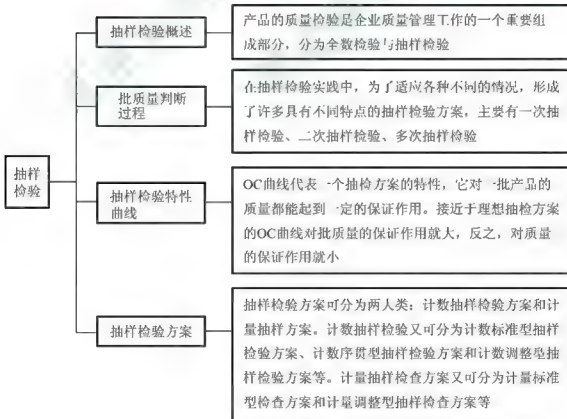 抽样检验概述
产品的质量检验是企业质量管理工作的一个重要组
成部分，分为全数检验与抽样检验
批质量判断
过程
在抽样检验实践中，为了适应各种不同的情况，形成
了许多具有不同特点的抽样检验方案，主要有一次抽
样检验、二次抽样检验、多次抽样检验
抽样
检验
抽样检验特性
曲线
OC曲线代表一个抽检方案的特性，它对一批产品的
质量都能起到一定的保证作用。接近于理想抽检方案
的OC曲线对批质量的保证作用就大，反之，对质量
的保证作用就小
抽样检验方案
抽样检验方案可分为两大类：计数抽样检验方案和计
量抽样方案。计数抽样检验又可分为计数标准型抽样
检验方案、计数序贯型抽样检验方案和计数调整型抽
样检验方案等。计量抽样检查方案又可分为计量标准
型检查方案和计量调整型抽样检查方案等